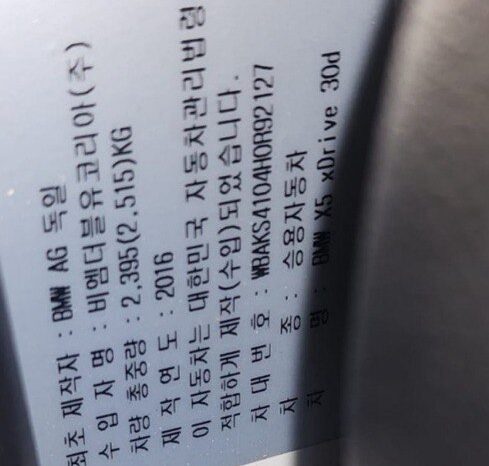 최초 제작자 : BMW AG 독일
수 입 자 명 : 비엠더블유코리아(주)
차량 총중량 : 2,395(2,515)KG
제 작 연 도 : 2016
이 자동차는 대한민국 자동차관리법령
적합하게 제작(수입)되었습니다.
차 대 번 호 : WBAKS4104H0R92127
차 종 : 승용자동차
차 명 : BMW X5 xDrive 30d